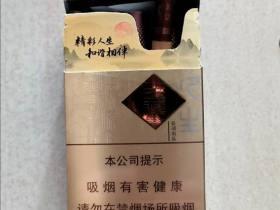 精彩人生
和谐相伴
本公司提示
吸烟有害健康
请勿在禁烟场所吸烟